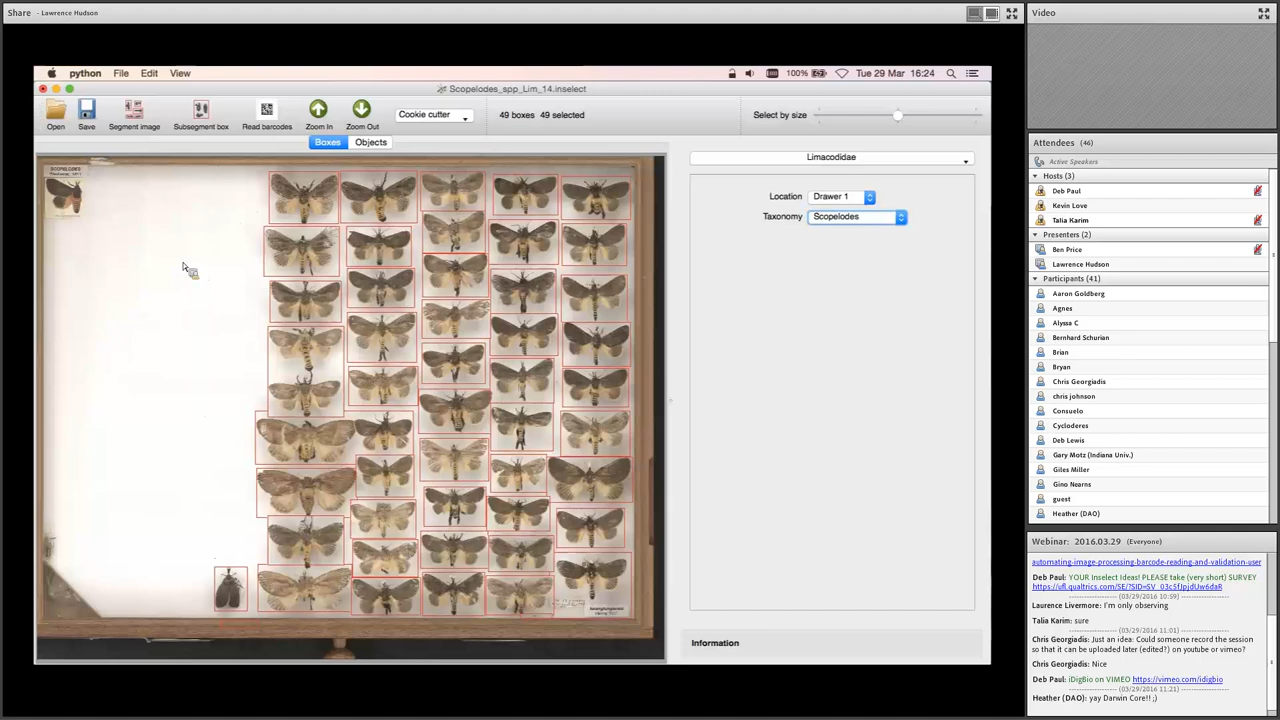 Share - Lawrence Hudson
Video
python File Edit View
100% Tue 29 Mar 16:24
Scopelodes_spp_Lim_14.inselect
Open
Save
Segment image
Subsegment box
Read barcodes
Zoom In
Zoom Out
Cookie cutter
49 boxes 49 selected
Select by size
Boxes Objects
Limacodidae
Location Drawer 1
Taxonomy Scopelodes
Information
Attendees (46)
Active Speakers
Hosts (3)
Deb Paul
Kevin Love
Talia Karim
Presenters (2)
Ben Price
Lawrence Hudson
Participants (41)
Aaron Goldberg
Agnes
Alyssa C
Bernhard Schurian
Brian
Bryan
Chris Georgiadis
chris johnson
Consuelo
Cycloderes
Deb Lewis
Gary Motz (Indiana Univ.)
Giles Miller
Gino Nearns
guest
Heather (DAO)
Webinar: 2016.03.29 (Everyone)
automating-image-processing-barcode-reading-and-validation-user
Deb Paul: YOUR Inselect Ideas! PLEASE take (very short) SURVEY
(03/29/2016 10:59)
Laurence Livermore: I'm only observing
Talia Karim: sure
(03/29/2016 11:01)
Chris Georgiadis: Just an idea: Could someone record the session
so that it can be uploaded later (edited?) on youtube or vimeo?
Chris Georgiadis: Nice
Deb Paul: iDigBio on VIMEO https://vimeo.com/idigbio
(03/29/2016 11:21)
Heather (DAO): yay Darwin Core!! ;)